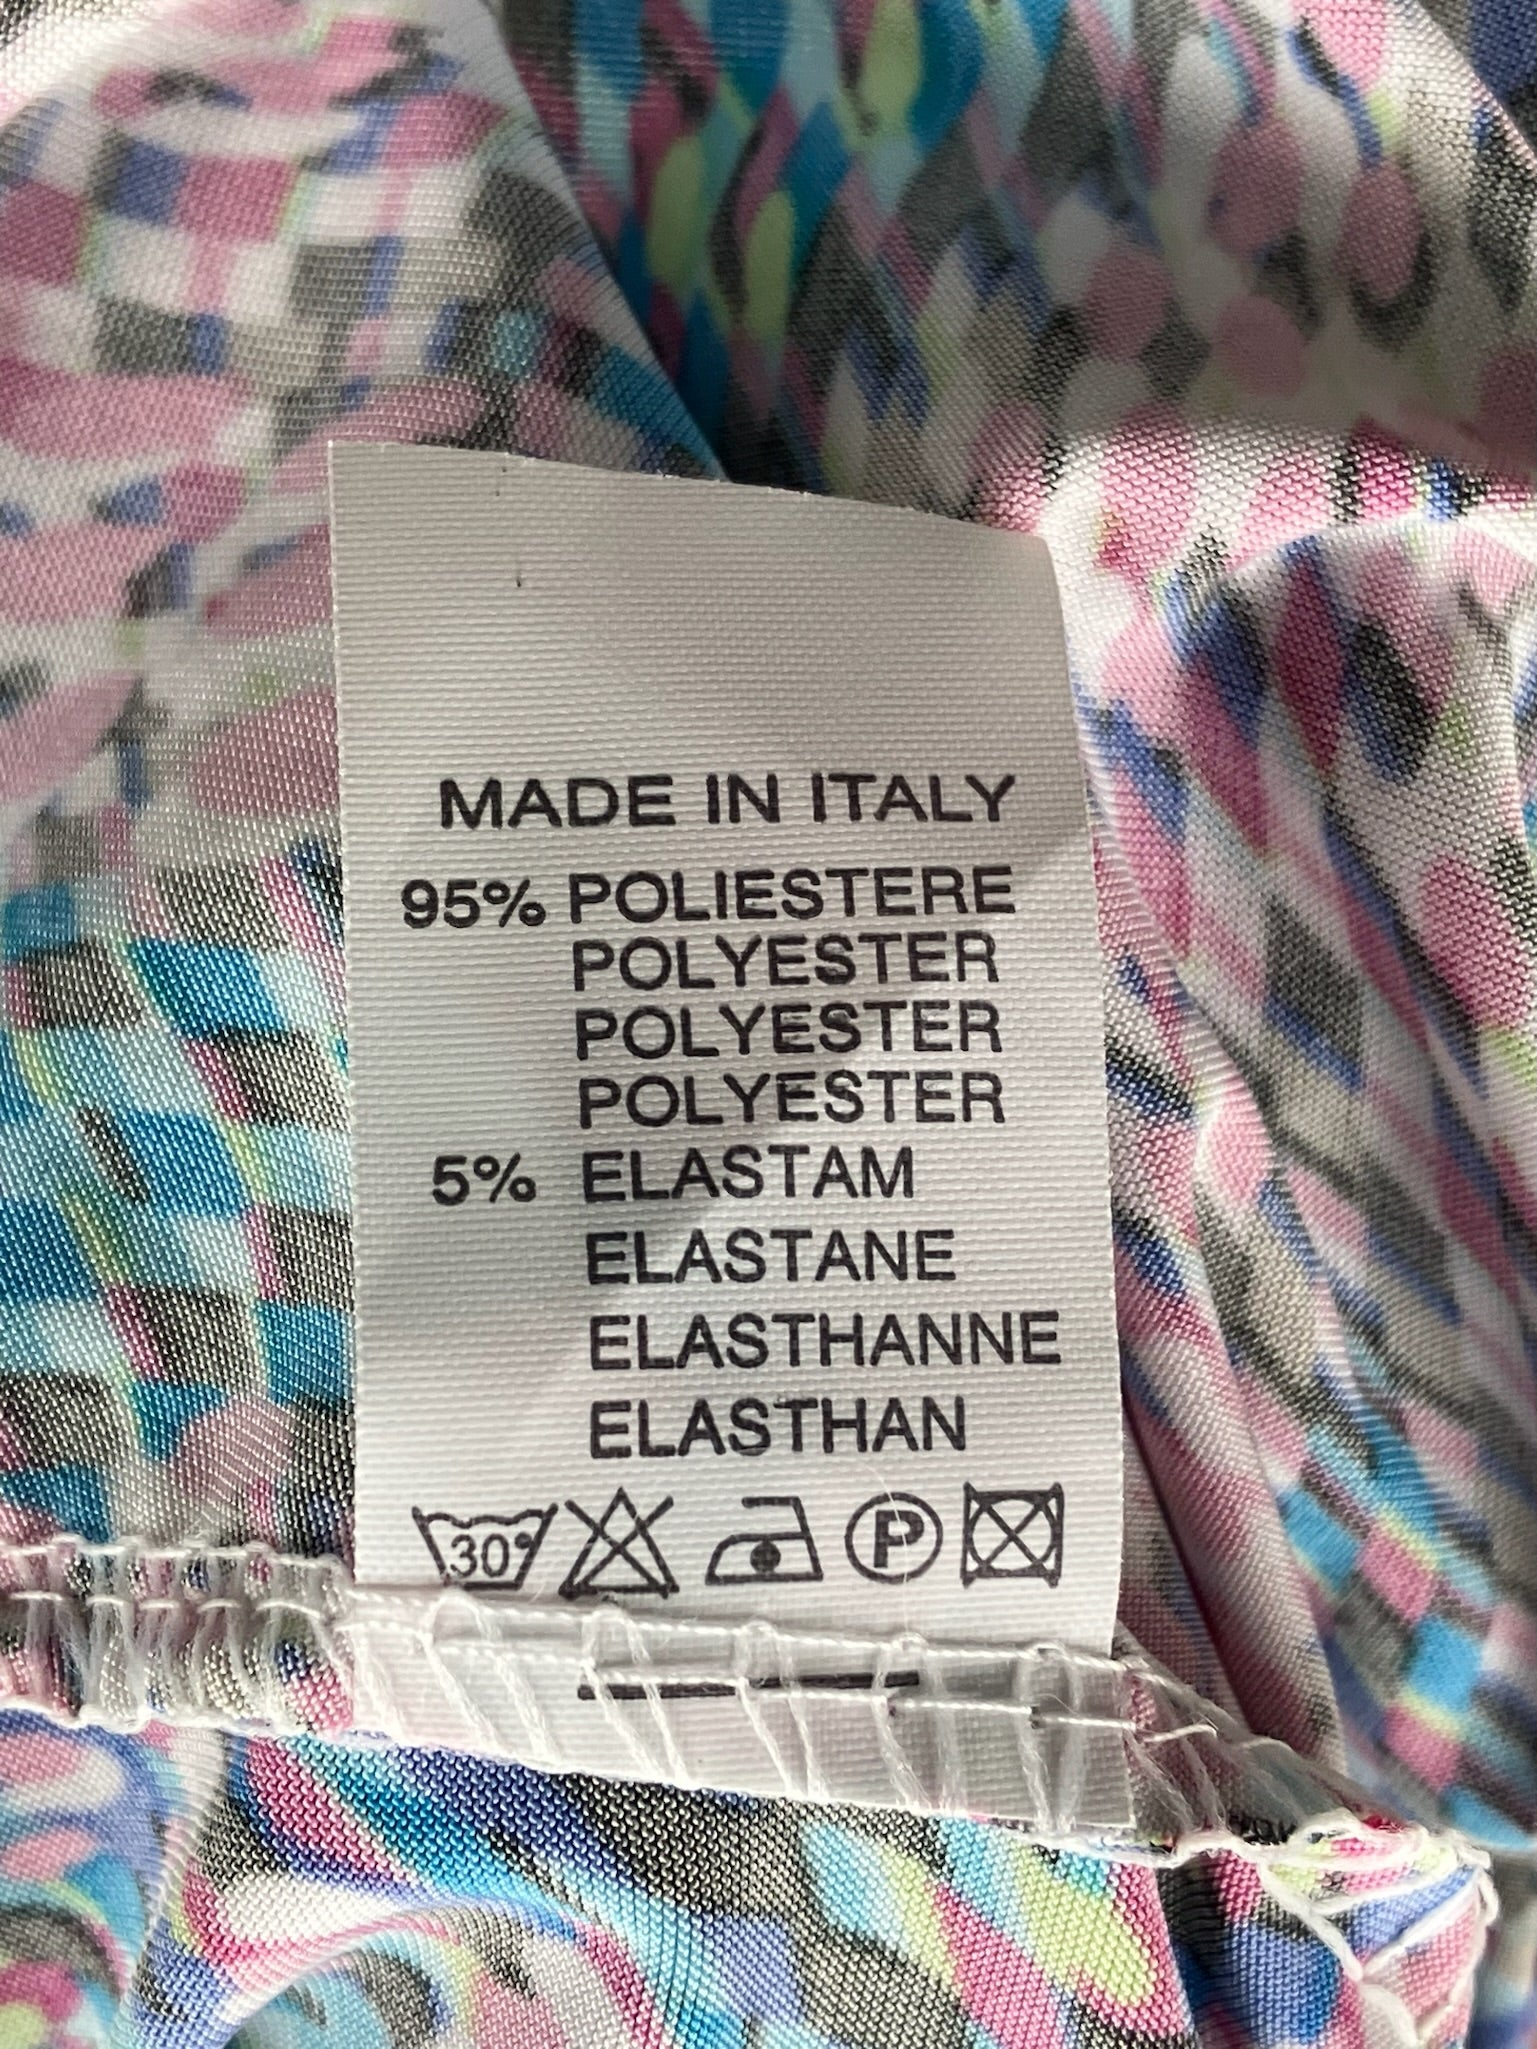 MADE IN ITALY
95% POLIESTERE
POLYESTER
POLYESTER
POLYESTER
5% ELASTAM
ELASTANE
ELASTHANNE
ELASTHAN
30° P